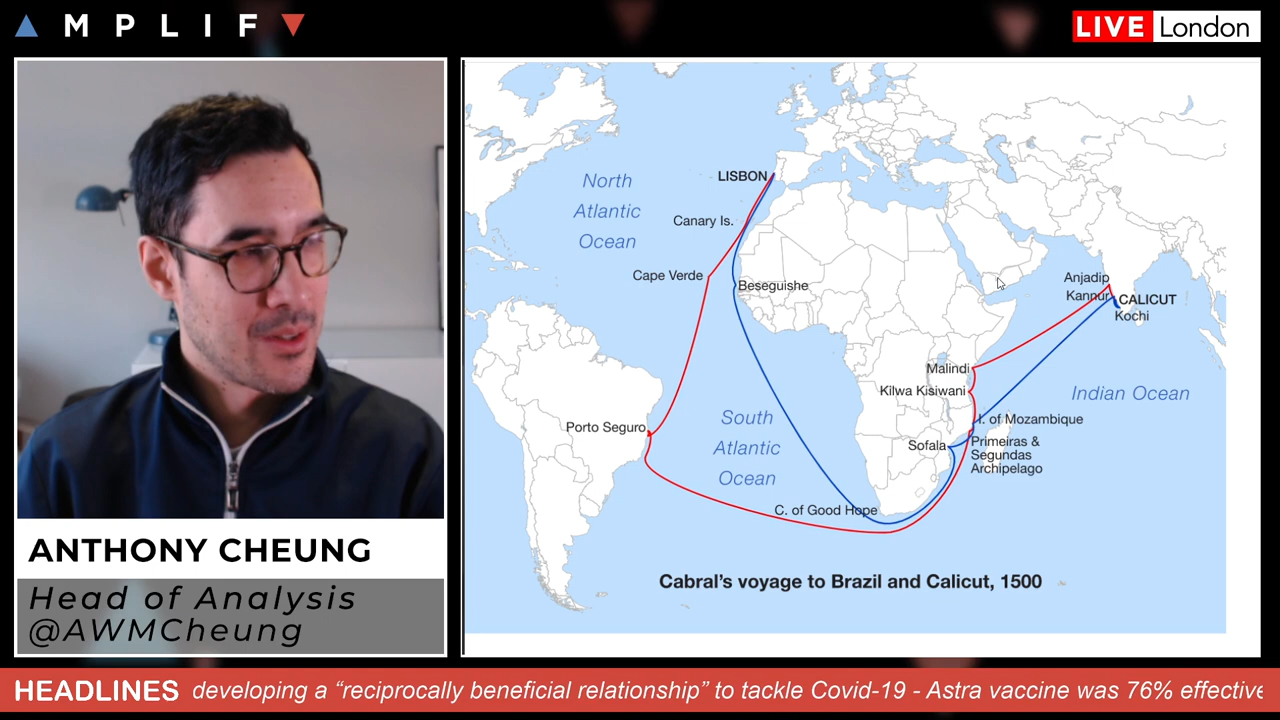 ▲ M P L I F ▼
LIVE London
North
Atlantic
Ocean
LISBON
Canary Is.
Cape Verde
Beseguishe
Anjadip
Kannur
CALICUT
Kochi
Malindi
Kilwa Kisiwani
Indian Ocean
Porto Seguro
South
Atlantic
Ocean
I. of Mozambique
Sofala
Primeiras &
Segundas
Archipelago
C. of Good Hope
Cabral's voyage to Brazil and Calicut, 1500
ANTHONY CHEUNG
Head of Analysis
@AWMCheung
HEADLINES developing a “reciprocally beneficial relationship” to tackle Covid-19 - Astra vaccine was 76% effective